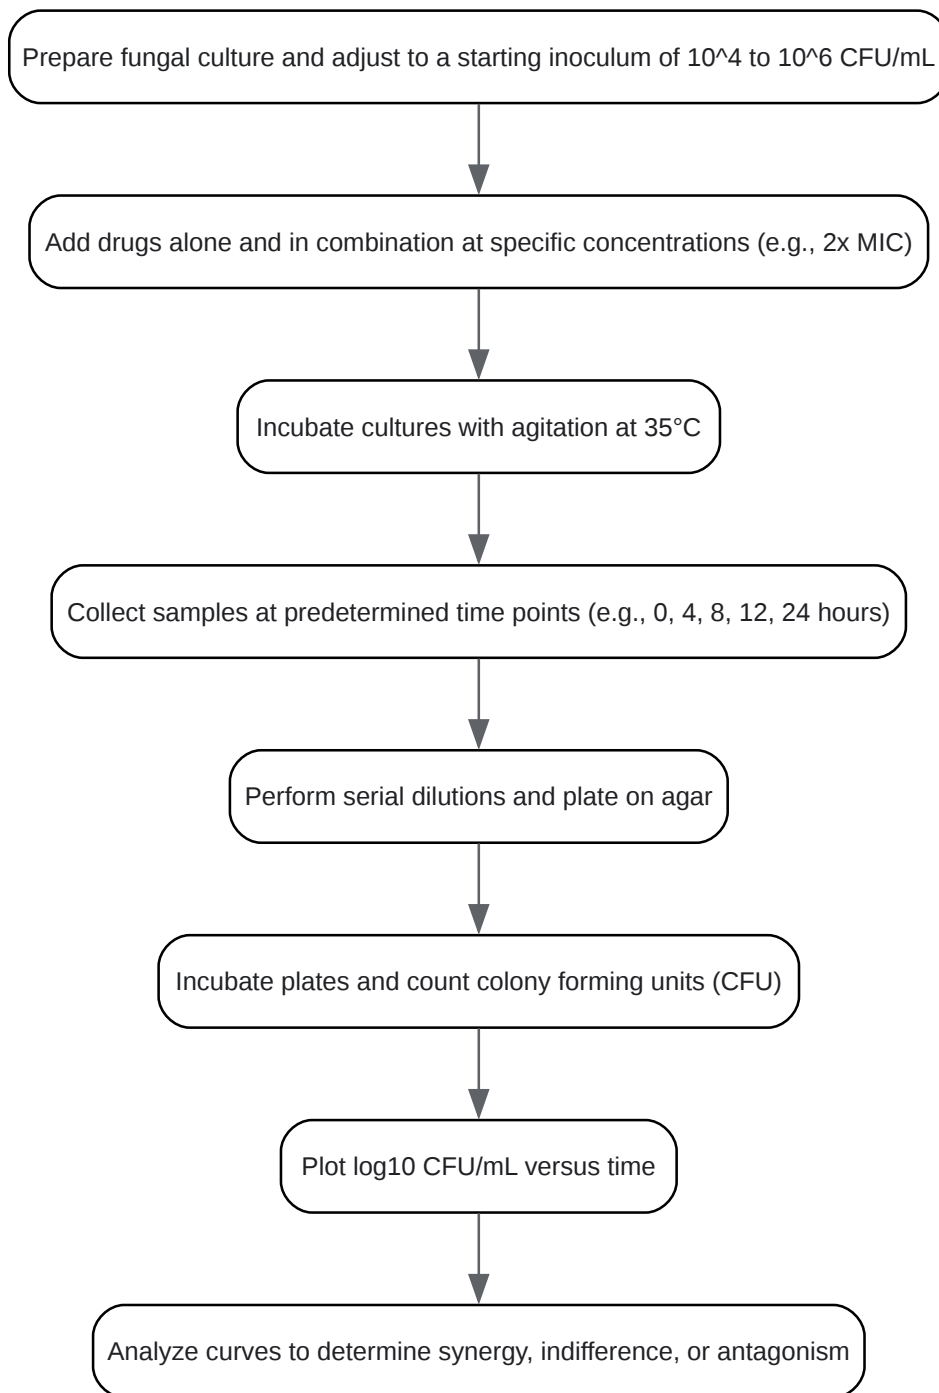 Prepare fungal culture and adjust to a starting inoculum of 10^4 to 10^6 CFU/mL
Add drugs alone and in combination at specific concentrations (e.g., 2x MIC)
Incubate cultures with agitation at 35°C
Collect samples at predetermined time points (e.g., 0, 4, 8, 12, 24 hours)
Perform serial dilutions and plate on agar
Incubate plates and count colony forming units (CFU)
Plot log10 CFU/mL versus time
Analyze curves to determine synergy, indifference, or antagonism